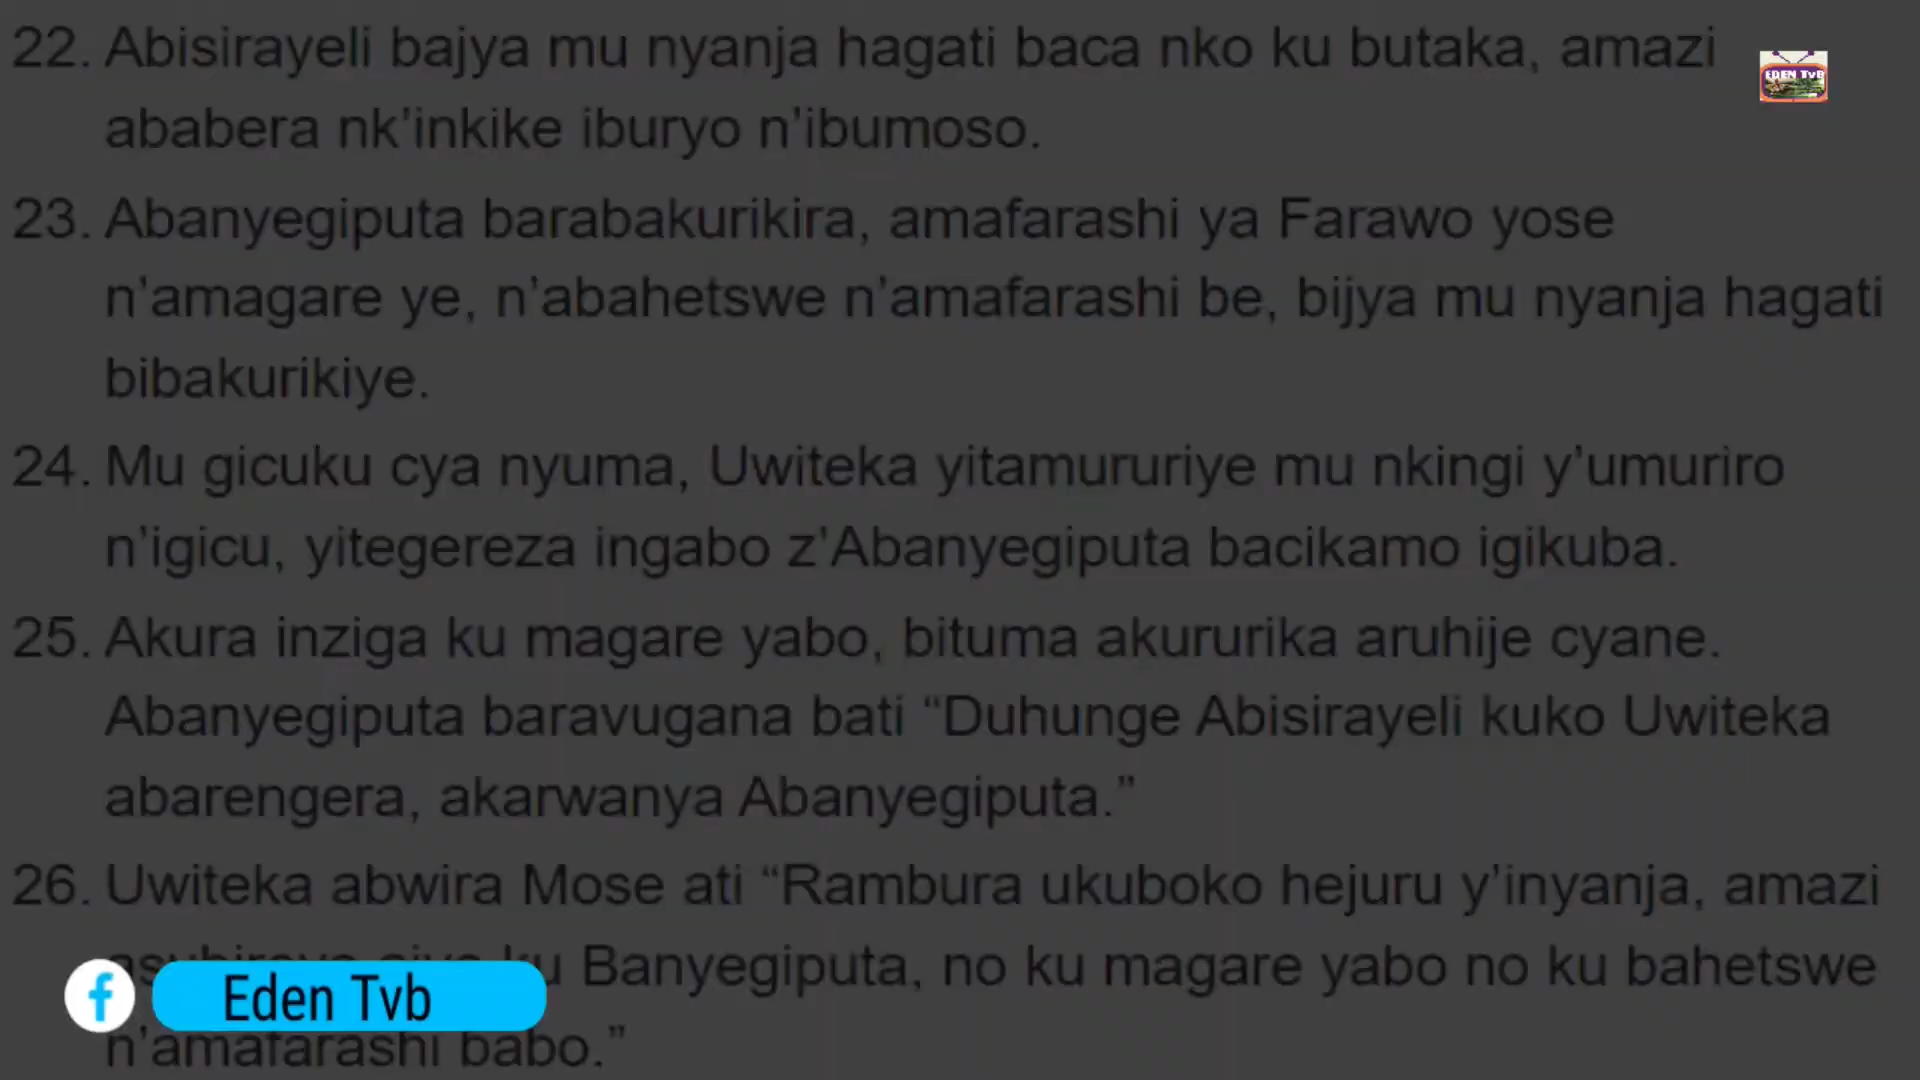 22. Abisirayeli bajya mu nyanja hagati baca nko ku butaka, amazi
EDEN TvB
ababera nk’inkike iburyo n’ibumoso.
23. Abanyegiputa barabakurikira, amafarashi ya Farawo yose
n’amagare ye, n’abahetswe n’amafarashi be, bijya mu nyanja hagati
bibakurikiye.
24. Mu gicuku cya nyuma, Uwiteka yitamururiye mu nkingi y’umuriro
n’igicu, yitegereza ingabo z’Abanyegiputa bacikamo igikuba.
25. Akura inziga ku magare yabo, bituma akururika aruhije cyane.
Abanyegiputa baravugana bati “Duhunge Abisirayeli kuko Uwiteka
abarengera, akarwanya Abanyegiputa.”
26. Uwiteka abwira Mose ati “Rambura ukuboko hejuru y’inyanja, amazi
Banyegiputa, no ku magare yabo no ku bahetswe
n’amafarashi babo.”
f Eden Tvb